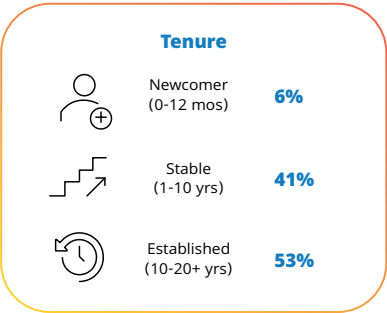 Tenure
Newcomer
(0-12 mos)
6%
Stable
(1-10 yrs)
41%
Established
(10-20+ yrs)
53%